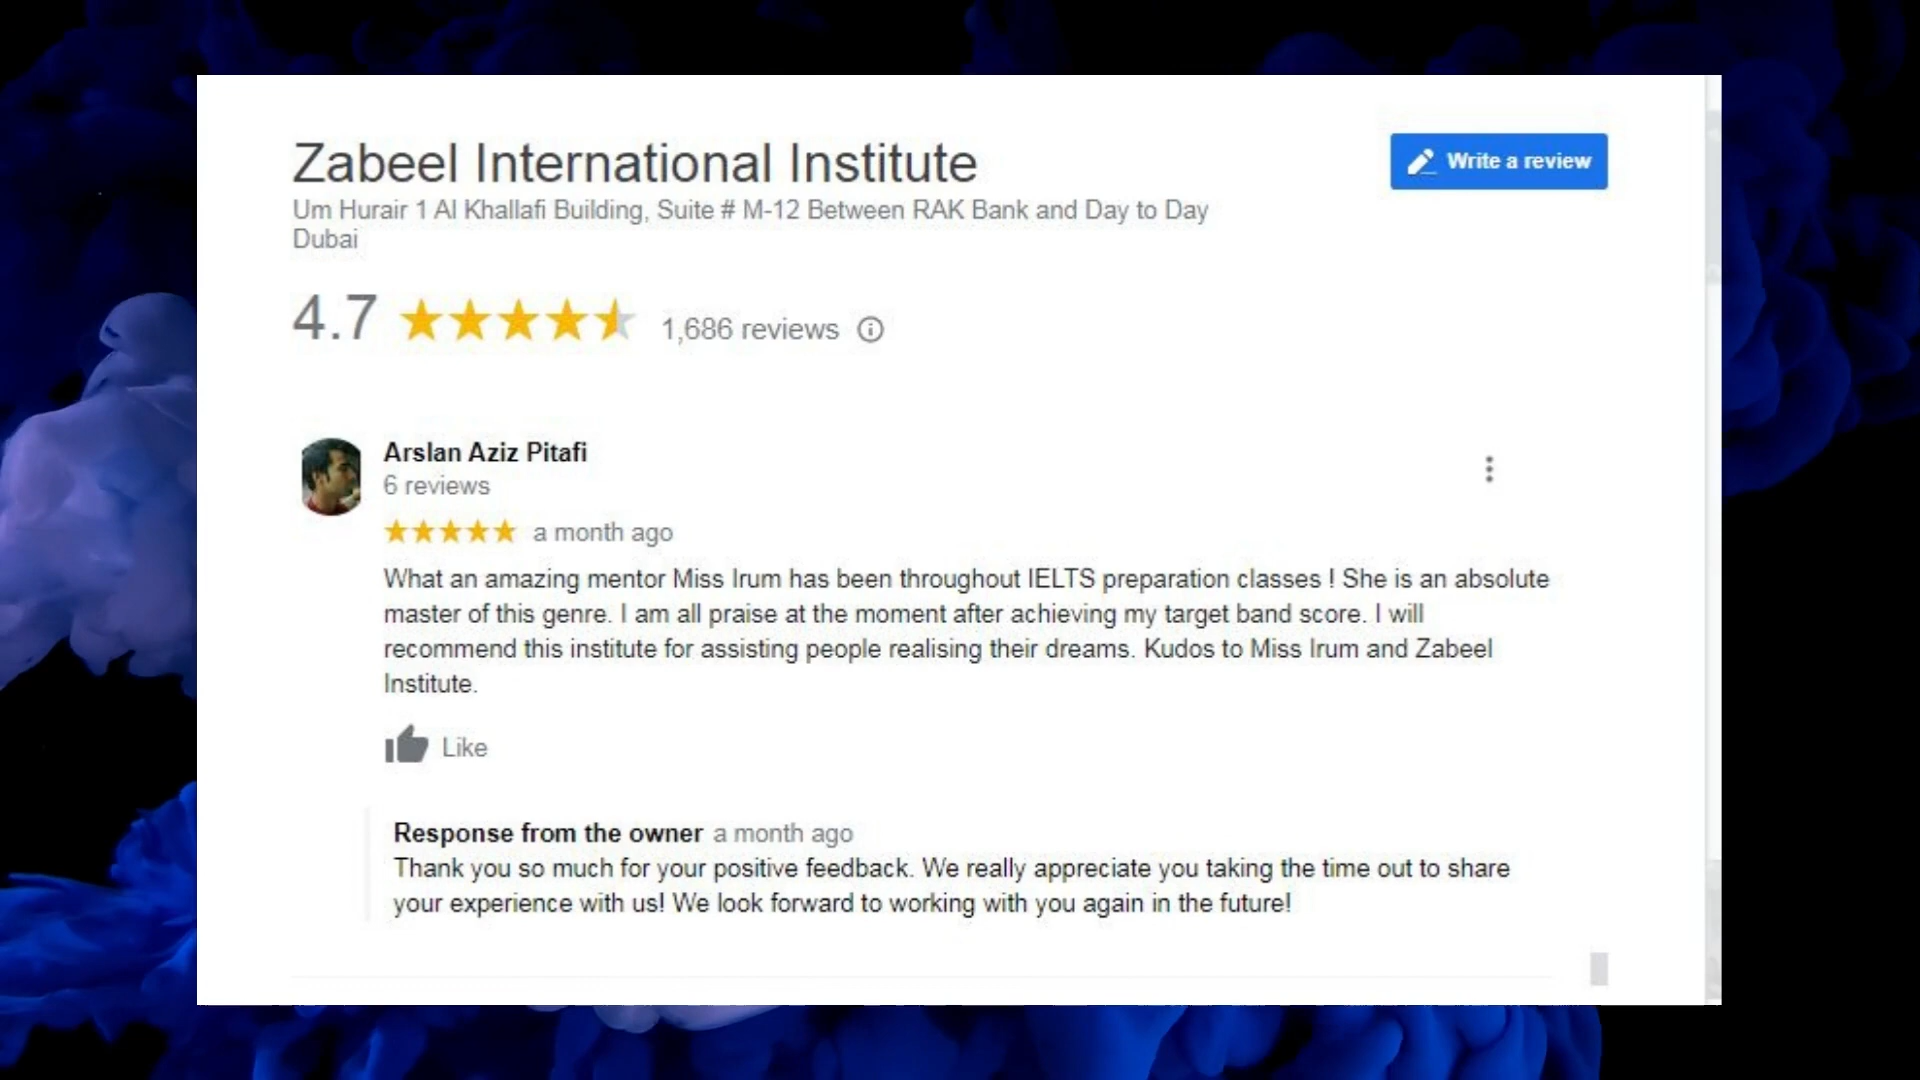 Zabeel International Institute
Write a review
Um Hurair 1 Al Khallafi Building, Suite # M-12 Between RAK Bank and Day to Day
Dubai
4.7 1,686 reviews
Arslan Aziz Pitafi
6 reviews
a month ago
What an amazing mentor Miss Irum has been throughout IELTS preparation classes ! She is an absolute
master of this genre. I am all praise at the moment after achieving my target band score. I will
recommend this institute for assisting people realising their dreams. Kudos to Miss Irum and Zabeel
Institute.
Like
Response from the owner a month ago
Thank you so much for your positive feedback. We really appreciate you taking the time out to share
your experience with us! We look forward to working with you again in the future!